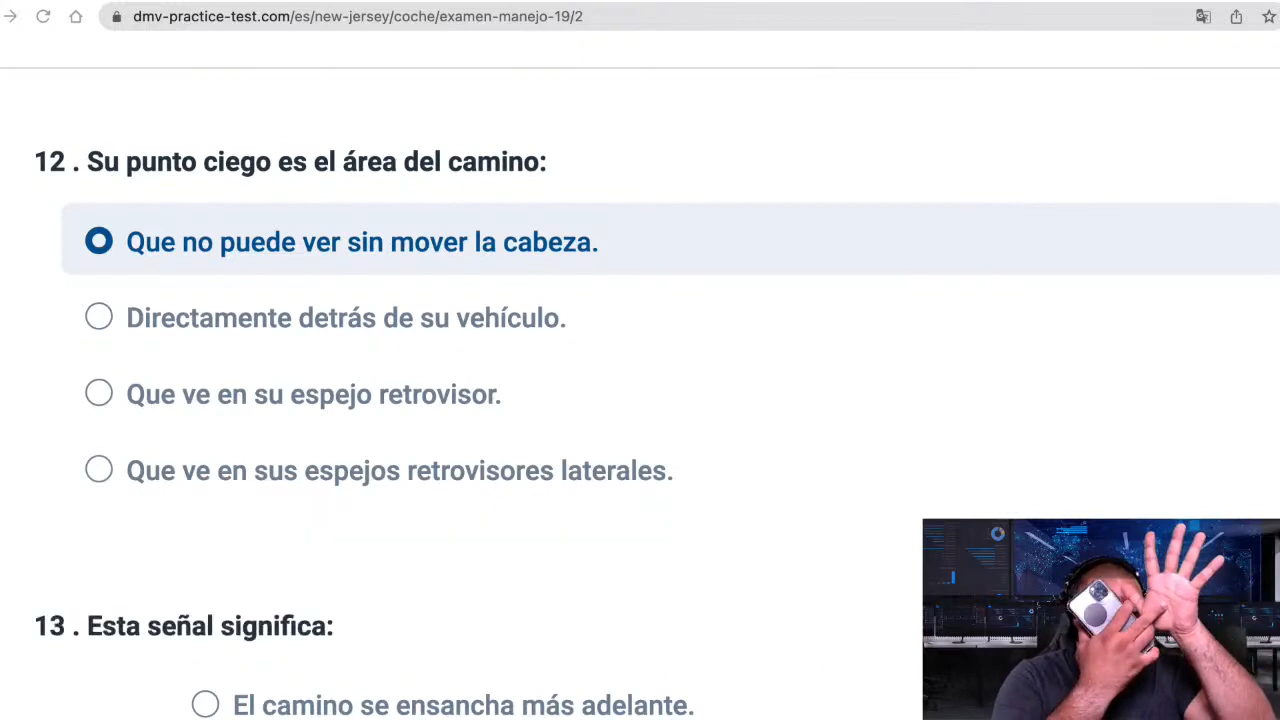 dmv-practice-test.com/es/new-jersey/coche/examen-manejo-19/2
12 . Su punto ciego es el área del camino:
Que no puede ver sin mover la cabeza.
Directamente detrás de su vehículo.
Que ve en su espejo retrovisor.
Que ve en sus espejos retrovisores laterales.
13 . Esta señal significa:
El camino se ensancha más adelante.